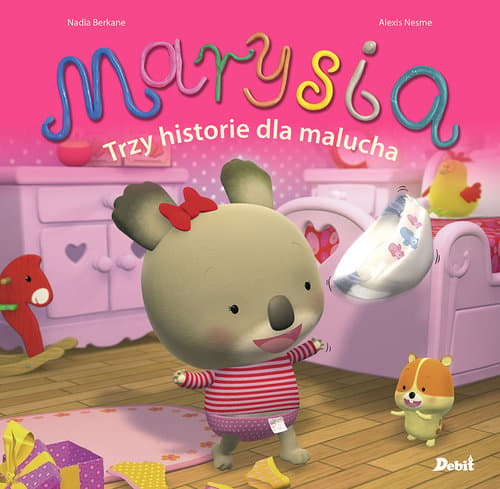 Nadia Berkane
Alexis Nesme
Marysia
Trzy historie dla malucha
Debit